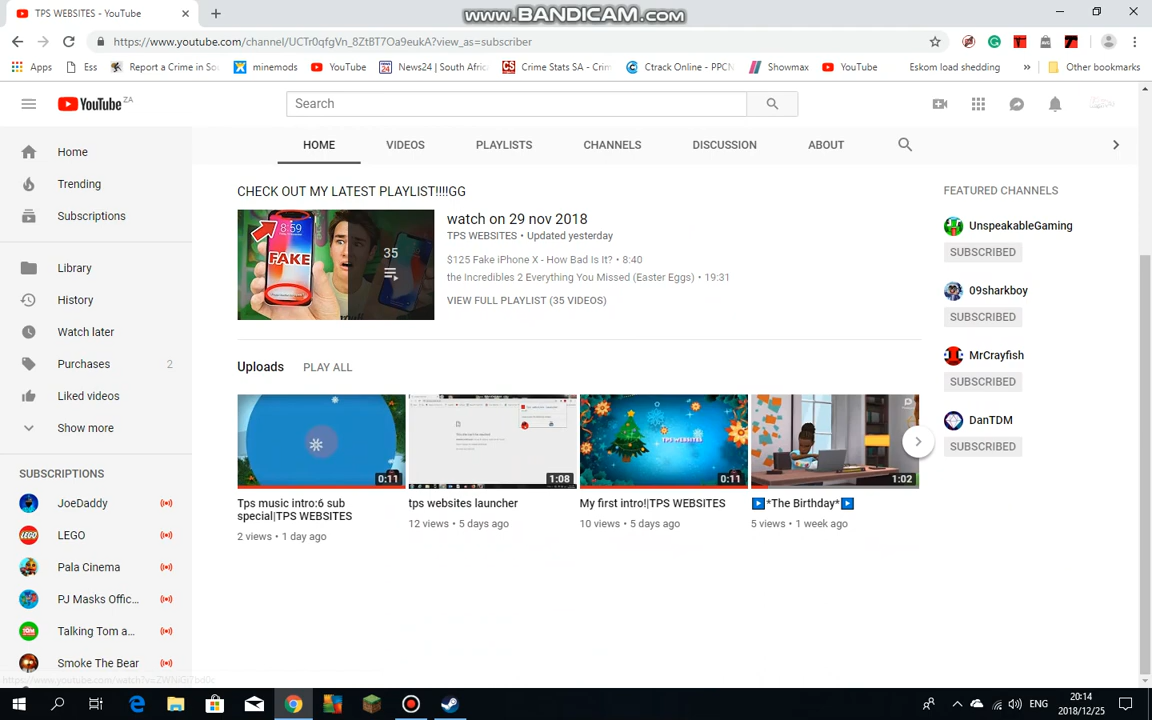 www.BANDICAM.com
TPS WEBSITES - YouTube
https://www.youtube.com/channel/UCTr0qfgVn_8ZtBT7Oa9eukA?view_as=subscriber
Apps Ess Report a Crime in So minemods YouTube News24 | South Afric Crime Stats SA - Crim Ctrack Online - PPCN Showmax YouTube Eskom load shedding » Other bookmarks
YouTube ZA
Search
HOME VIDEOS PLAYLISTS CHANNELS DISCUSSION ABOUT
Home
Trending
Subscriptions
Library
History
Watch later
Purchases 2
Liked videos
Show more
SUBSCRIPTIONS
JoeDaddy
LEGO
Pala Cinema
PJ Masks Offic...
Talking Tom a...
Smoke The Bear
CHECK OUT MY LATEST PLAYLIST!!!!GG
8:59
FAKE
35
watch on 29 nov 2018
TPS WEBSITES • Updated yesterday
$125 Fake iPhone X - How Bad Is It? • 8:40
the Incredibles 2 Everything You Missed (Easter Eggs) • 19:31
VIEW FULL PLAYLIST (35 VIDEOS)
Uploads PLAY ALL
0:11
Tps music intro:6 sub
special|TPS WEBSITES
2 views • 1 day ago
1:08
tps websites launcher
12 views • 5 days ago
TPS WEBSITES
0:11
My first intro!|TPS WEBSITES
10 views • 5 days ago
1:02
*The Birthday*
5 views • 1 week ago
FEATURED CHANNELS
UnspeakableGaming
SUBSCRIBED
09sharkboy
SUBSCRIBED
MrCrayfish
SUBSCRIBED
DanTDM
SUBSCRIBED
ENG
20:14
2018/12/25